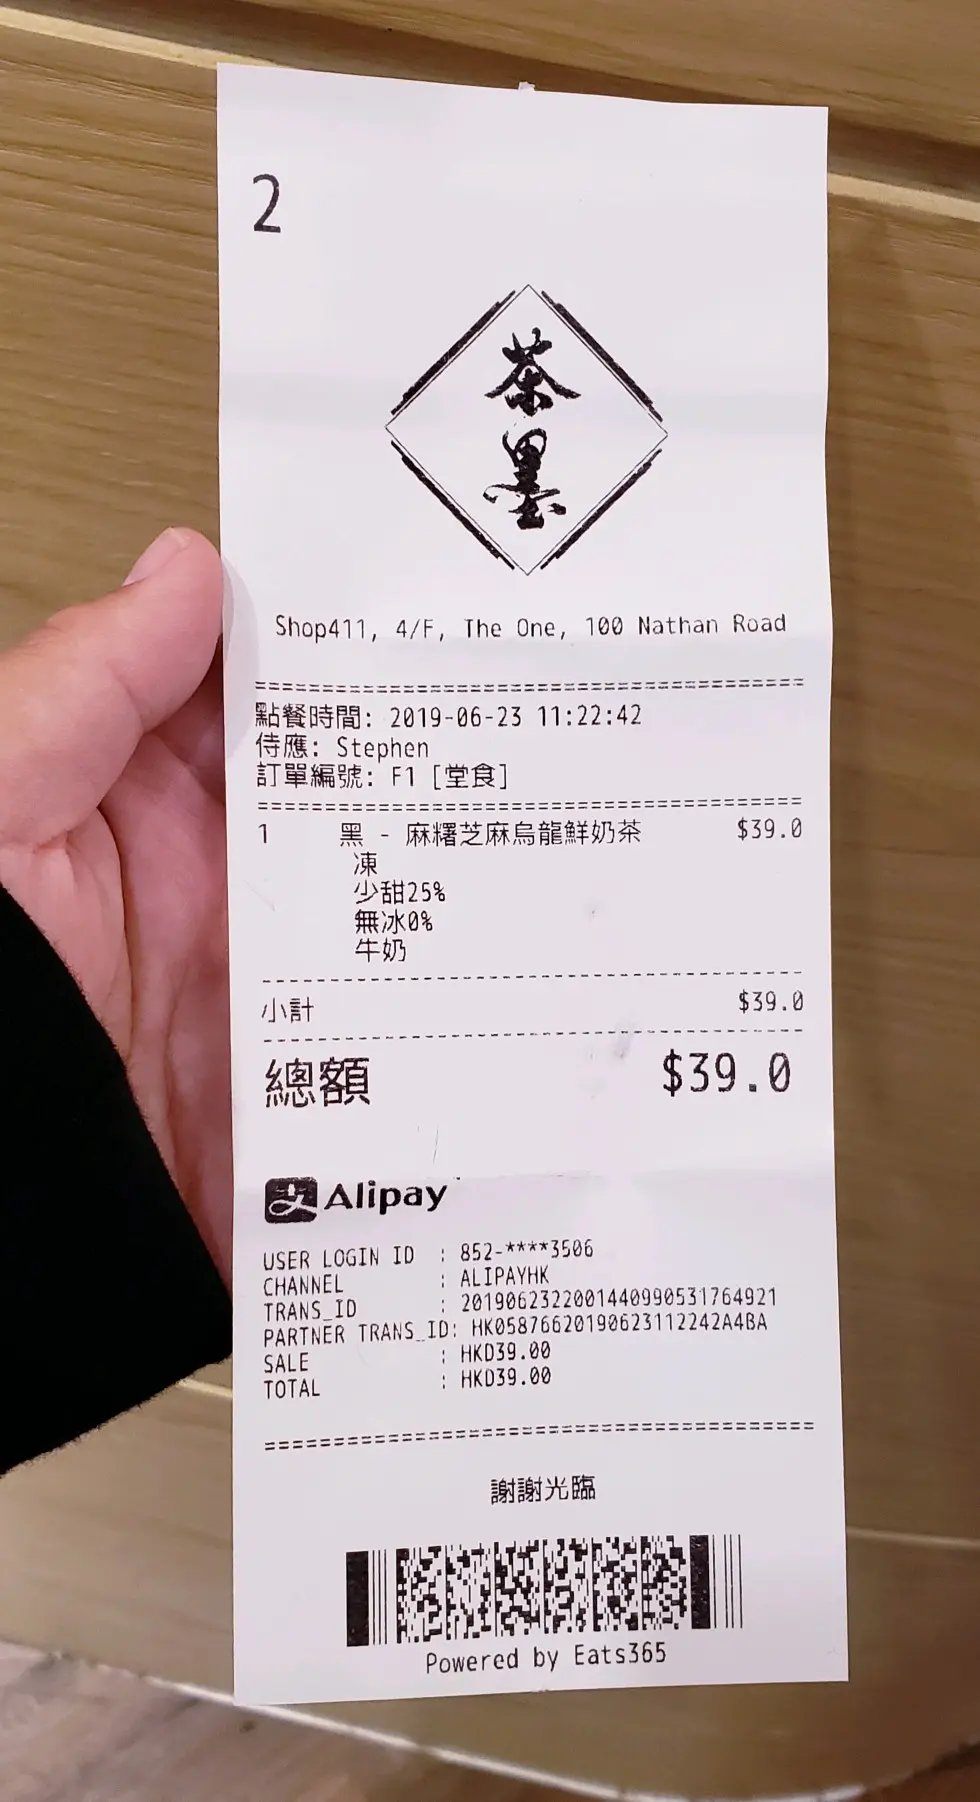 2
茶
墨
Shop411, 4/F, The One, 100 Nathan Road
========================================
點餐時間: 2019-06-23 11:22:42
侍應: Stephen
訂單編號: F1 [堂食]
========================================
1 黑 - 麻糬芝麻烏龍鮮奶茶 $39.0
凍
少甜25%
無冰0%
牛奶
----------------------------------------
小計 $39.0
----------------------------------------
總額 $39.0
支 Alipay
USER LOGIN ID : 852-****3506
CHANNEL : ALIPAYHK
TRANS_ID : 2019062322001440990531764921
PARTNER TRANS_ID: HK058766201906231122​42A4BA
SALE : HKD39.00
TOTAL : HKD39.00
========================================
謝謝光臨
Powered by Eats365